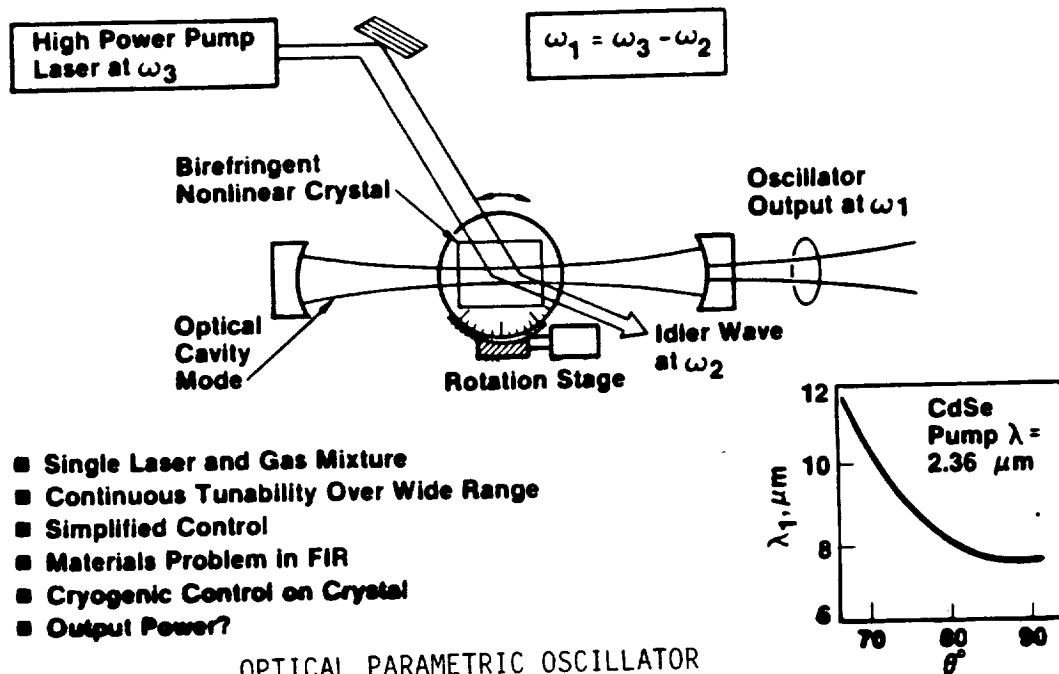 High Power Pump
Laser at ω3
ω1 = ω3 - ω2
Birefringent
Nonlinear Crystal
Oscillator
Output at ω1
Optical
Cavity
Mode
Idler Wave
at ω2
Rotation Stage
CdSe
Pump λ =
2.36 μm
12
10
8
6
λ1, μm
70
80
90
θ°
■ Single Laser and Gas Mixture
■ Continuous Tunability Over Wide Range
■ Simplified Control
■ Materials Problem in FIR
■ Cryogenic Control on Crystal
■ Output Power?
OPTICAL PARAMETRIC OSCILLATOR